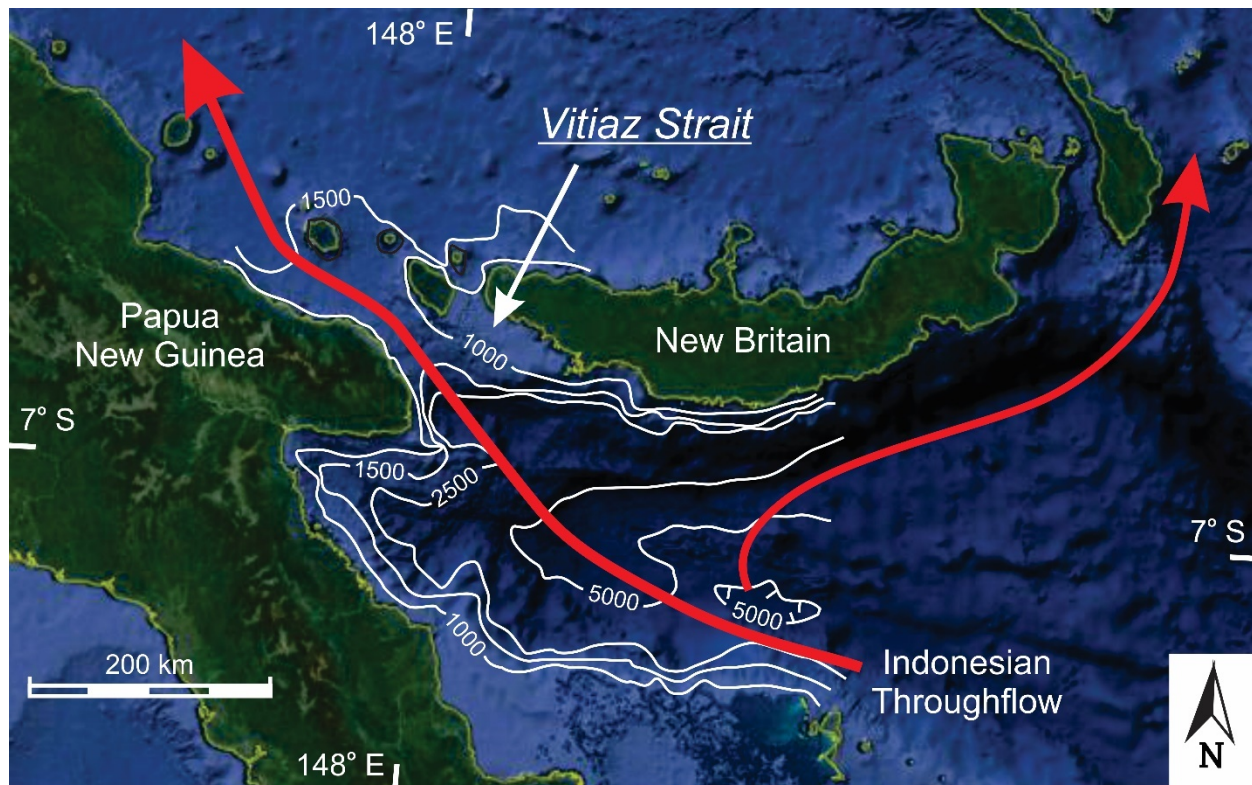 148° E
Vitiaz Strait
1500
Papua
New Guinea
New Britain
1000
7° S
1500
2500
7° S
5000
5000
1000
200 km
Indonesian
Throughflow
148° E
N